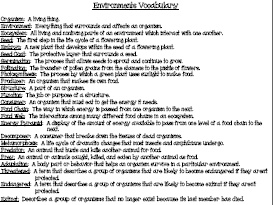 Environments Vocabulary
Organism: A living thing.
Environment: Everything that surrounds and affects an organism.
Ecosystem: All living and nonliving parts of an environment which interact with one another.
Seed: The first step in the life cycle of a flowering plant.
Embryo: A new plant that develops within the seed of a flowering plant.
Seed Coat: The protective layer that surrounds a seed.
Germination: The process that allows seeds to sprout and continue to grow.
Pollinating: The transfer of pollen grains from the stamens to the pistils of flowers.
Photosynthesis: The process by which a green plant uses sunlight to make food.
Producer: An organism that makes its own food.
Structure: A part of an organism.
Function: The job or purpose of a structure.
Consumer: An organism that must eat to get the energy it needs.
Food Chain: The way in which energy is passed from one organism to the next.
Food Web: The interactions among many different food chains in an ecosystem.
Energy Pyramid: A display of the amount of energy available to pass from one level of a food chain to the next.
Decomposer: A consumer that breaks down the tissues of dead organisms.
Metamorphosis: A life cycle of dramatic changes that most insects and amphibians undergo.
Predator: An animal that hunts and kills another animal for food.
Prey: An animal that is caught, killed, and eaten by another animal as food.
Adaptation: A body part or behavior that helps an organism survive in a particular environment.
Threatened: A term that describes a group of organisms that are likely to become endangered if they aren't protected.
Endangered: A term that describes a group of organisms that are likely to become extinct if they aren't protected.
Extinct: Describes a group of organisms that no longer exist because its last member has died.